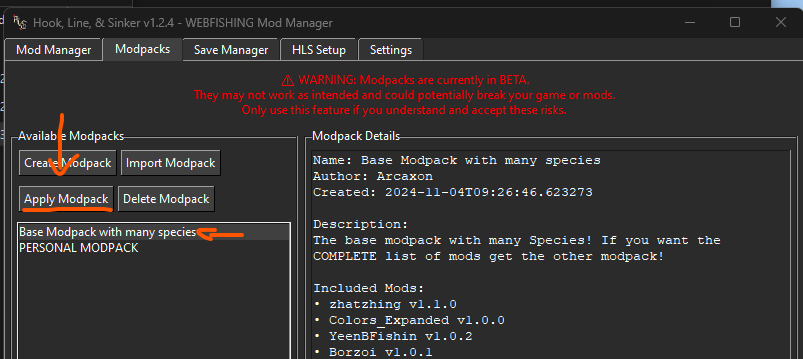 Hook, Line, & Sinker v1.2.4 - WEBFISHING Mod Manager
Mod Manager
Modpacks
Save Manager
HLS Setup
Settings
⚠ WARNING: Modpacks are currently in BETA.
They may not work as intended and could potentially break your game or mods.
Only use this feature if you understand and accept these risks.
Available Modpacks
Create Modpack
Import Modpack
Apply Modpack
Delete Modpack
Base Modpack with many species
PERSONAL MODPACK
Modpack Details
Name: Base Modpack with many species
Author: Arcaxon
Created: 2024-11-04T09:26:46.623273
Description:
The base modpack with many Species! If you want the
COMPLETE list of mods get the other modpack!
Included Mods:
• zhatzhing v1.1.0
• Colors_Expanded v1.0.0
• YeenBFishin v1.0.2
• Borzoi v1.0.1